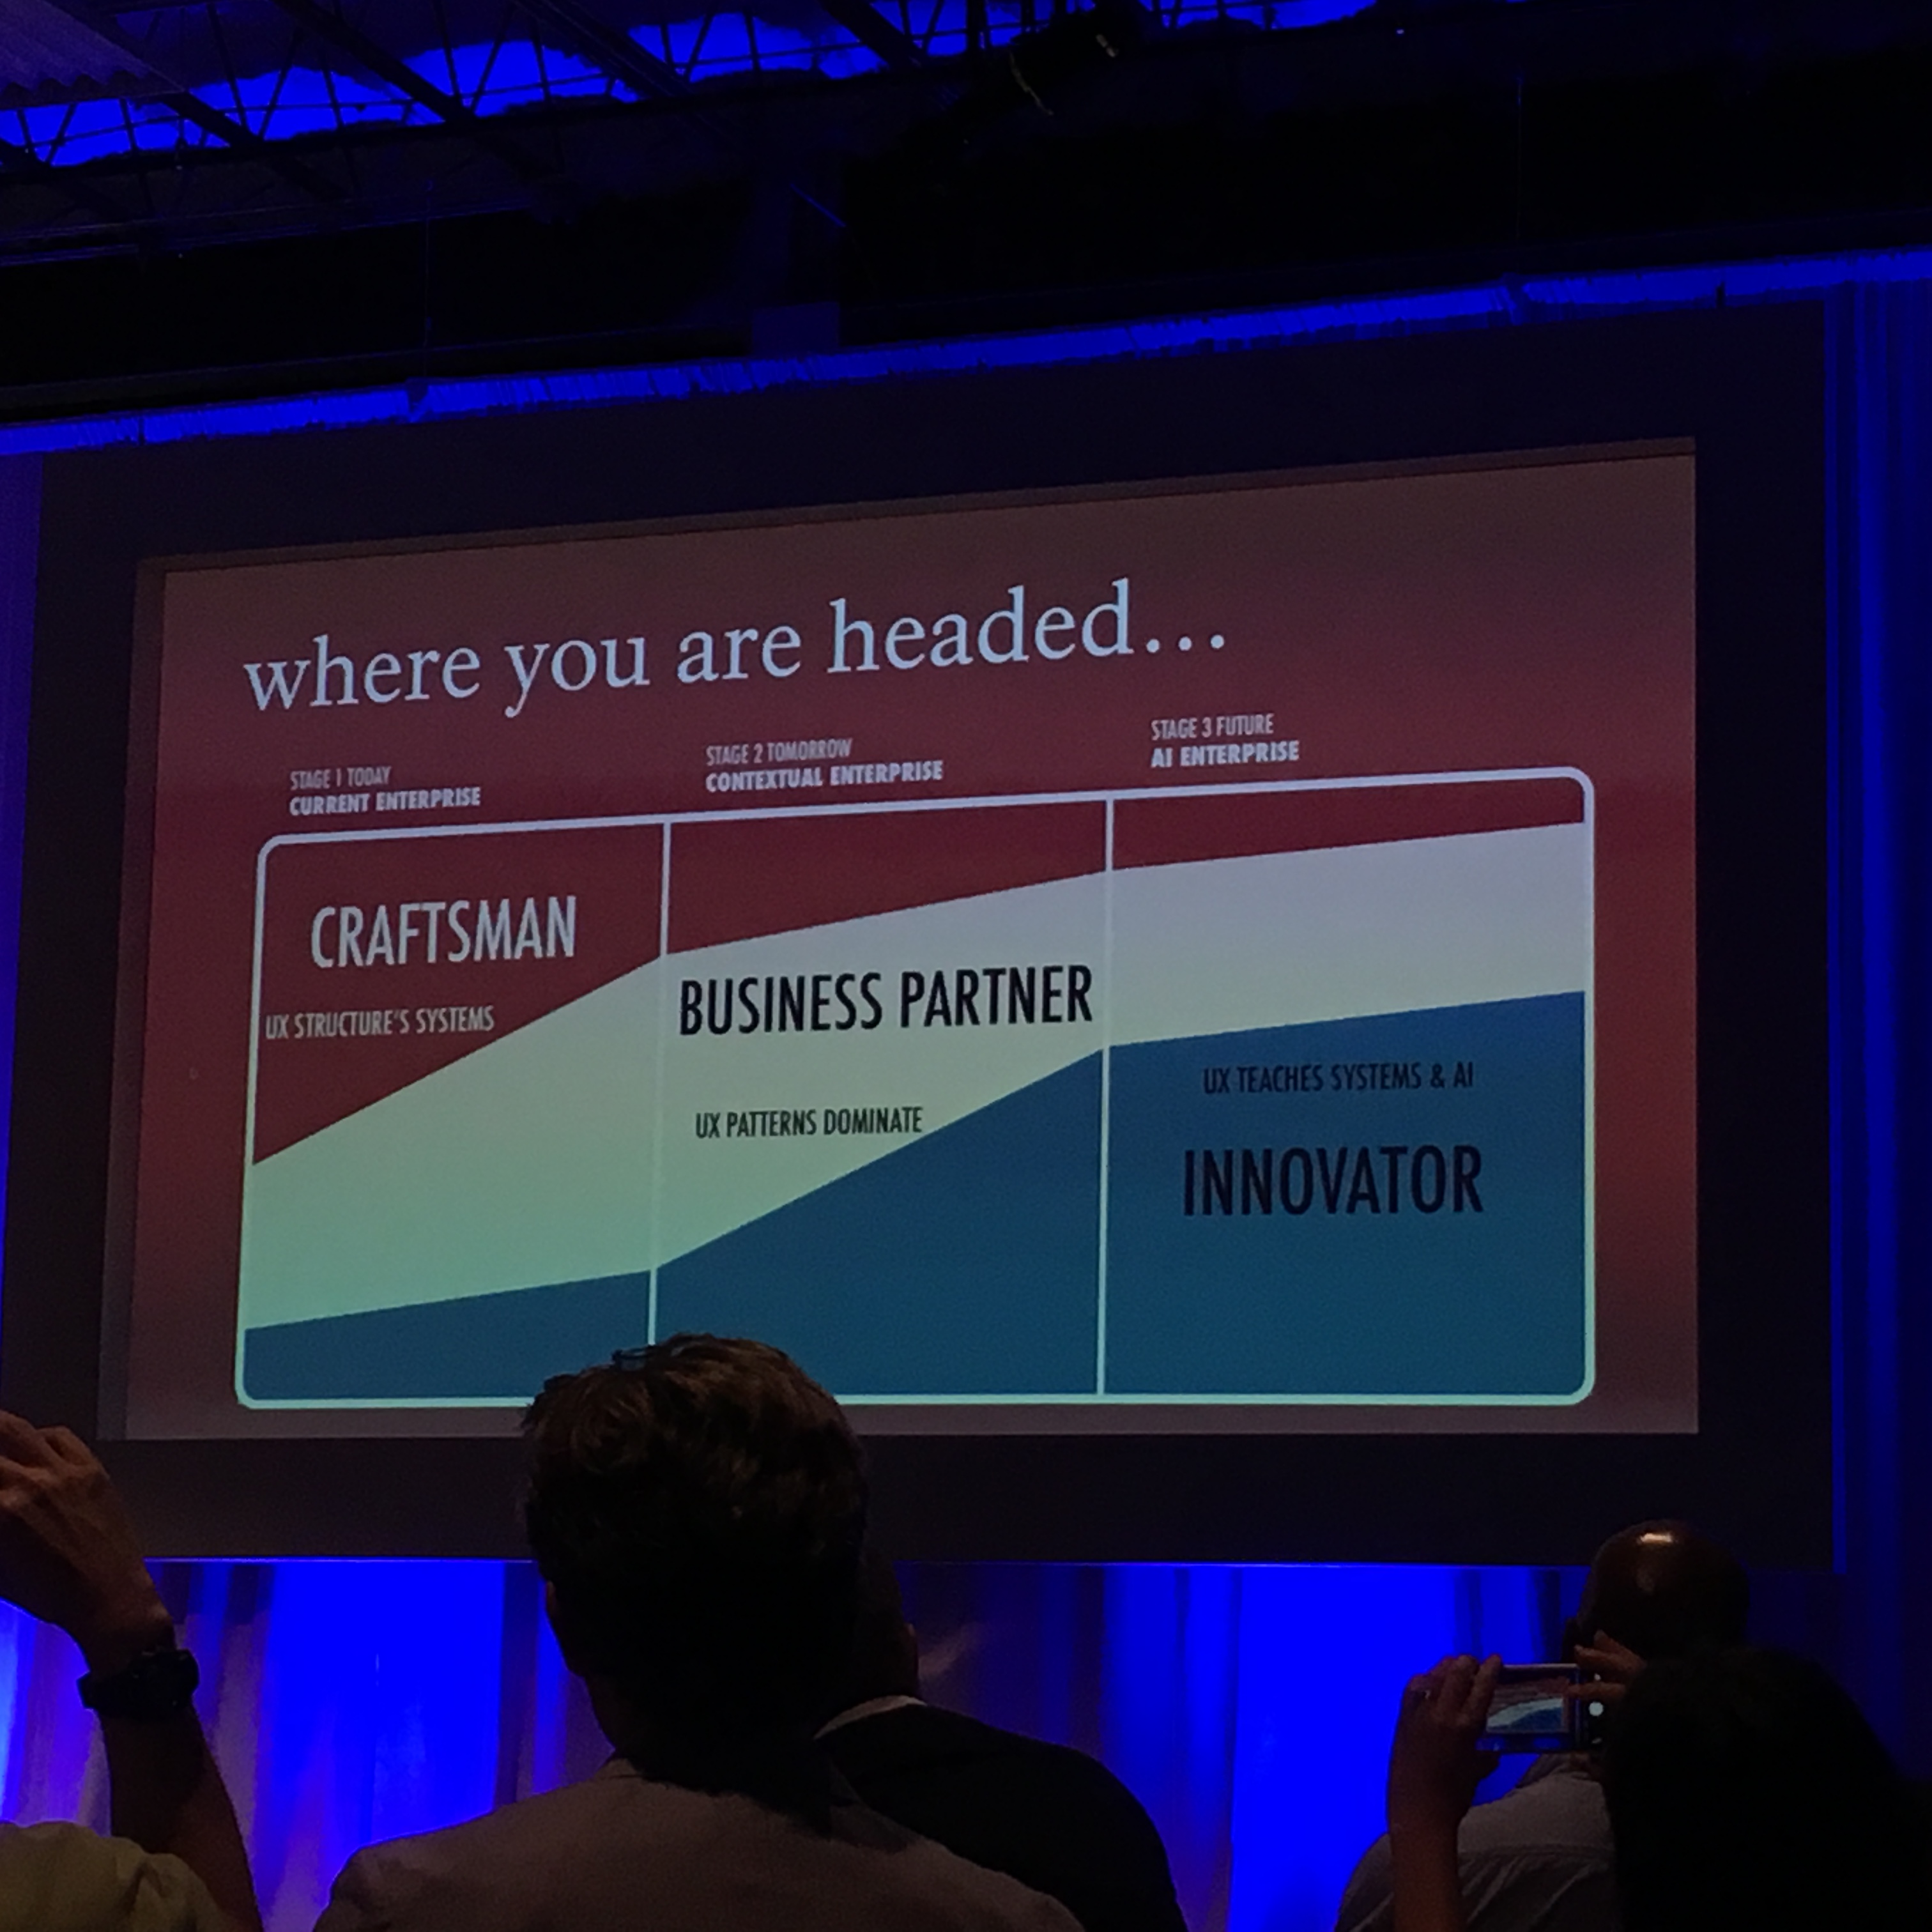 where you are headed...
STAGE 1 TODAY
CURRENT ENTERPRISE
STAGE 2 TOMORROW
CONTEXTUAL ENTERPRISE
STAGE 3 FUTURE
AI ENTERPRISE
CRAFTSMAN
UX STRUCTURE'S SYSTEMS
BUSINESS PARTNER
UX PATTERNS DOMINATE
UX TEACHES SYSTEMS & AI
INNOVATOR